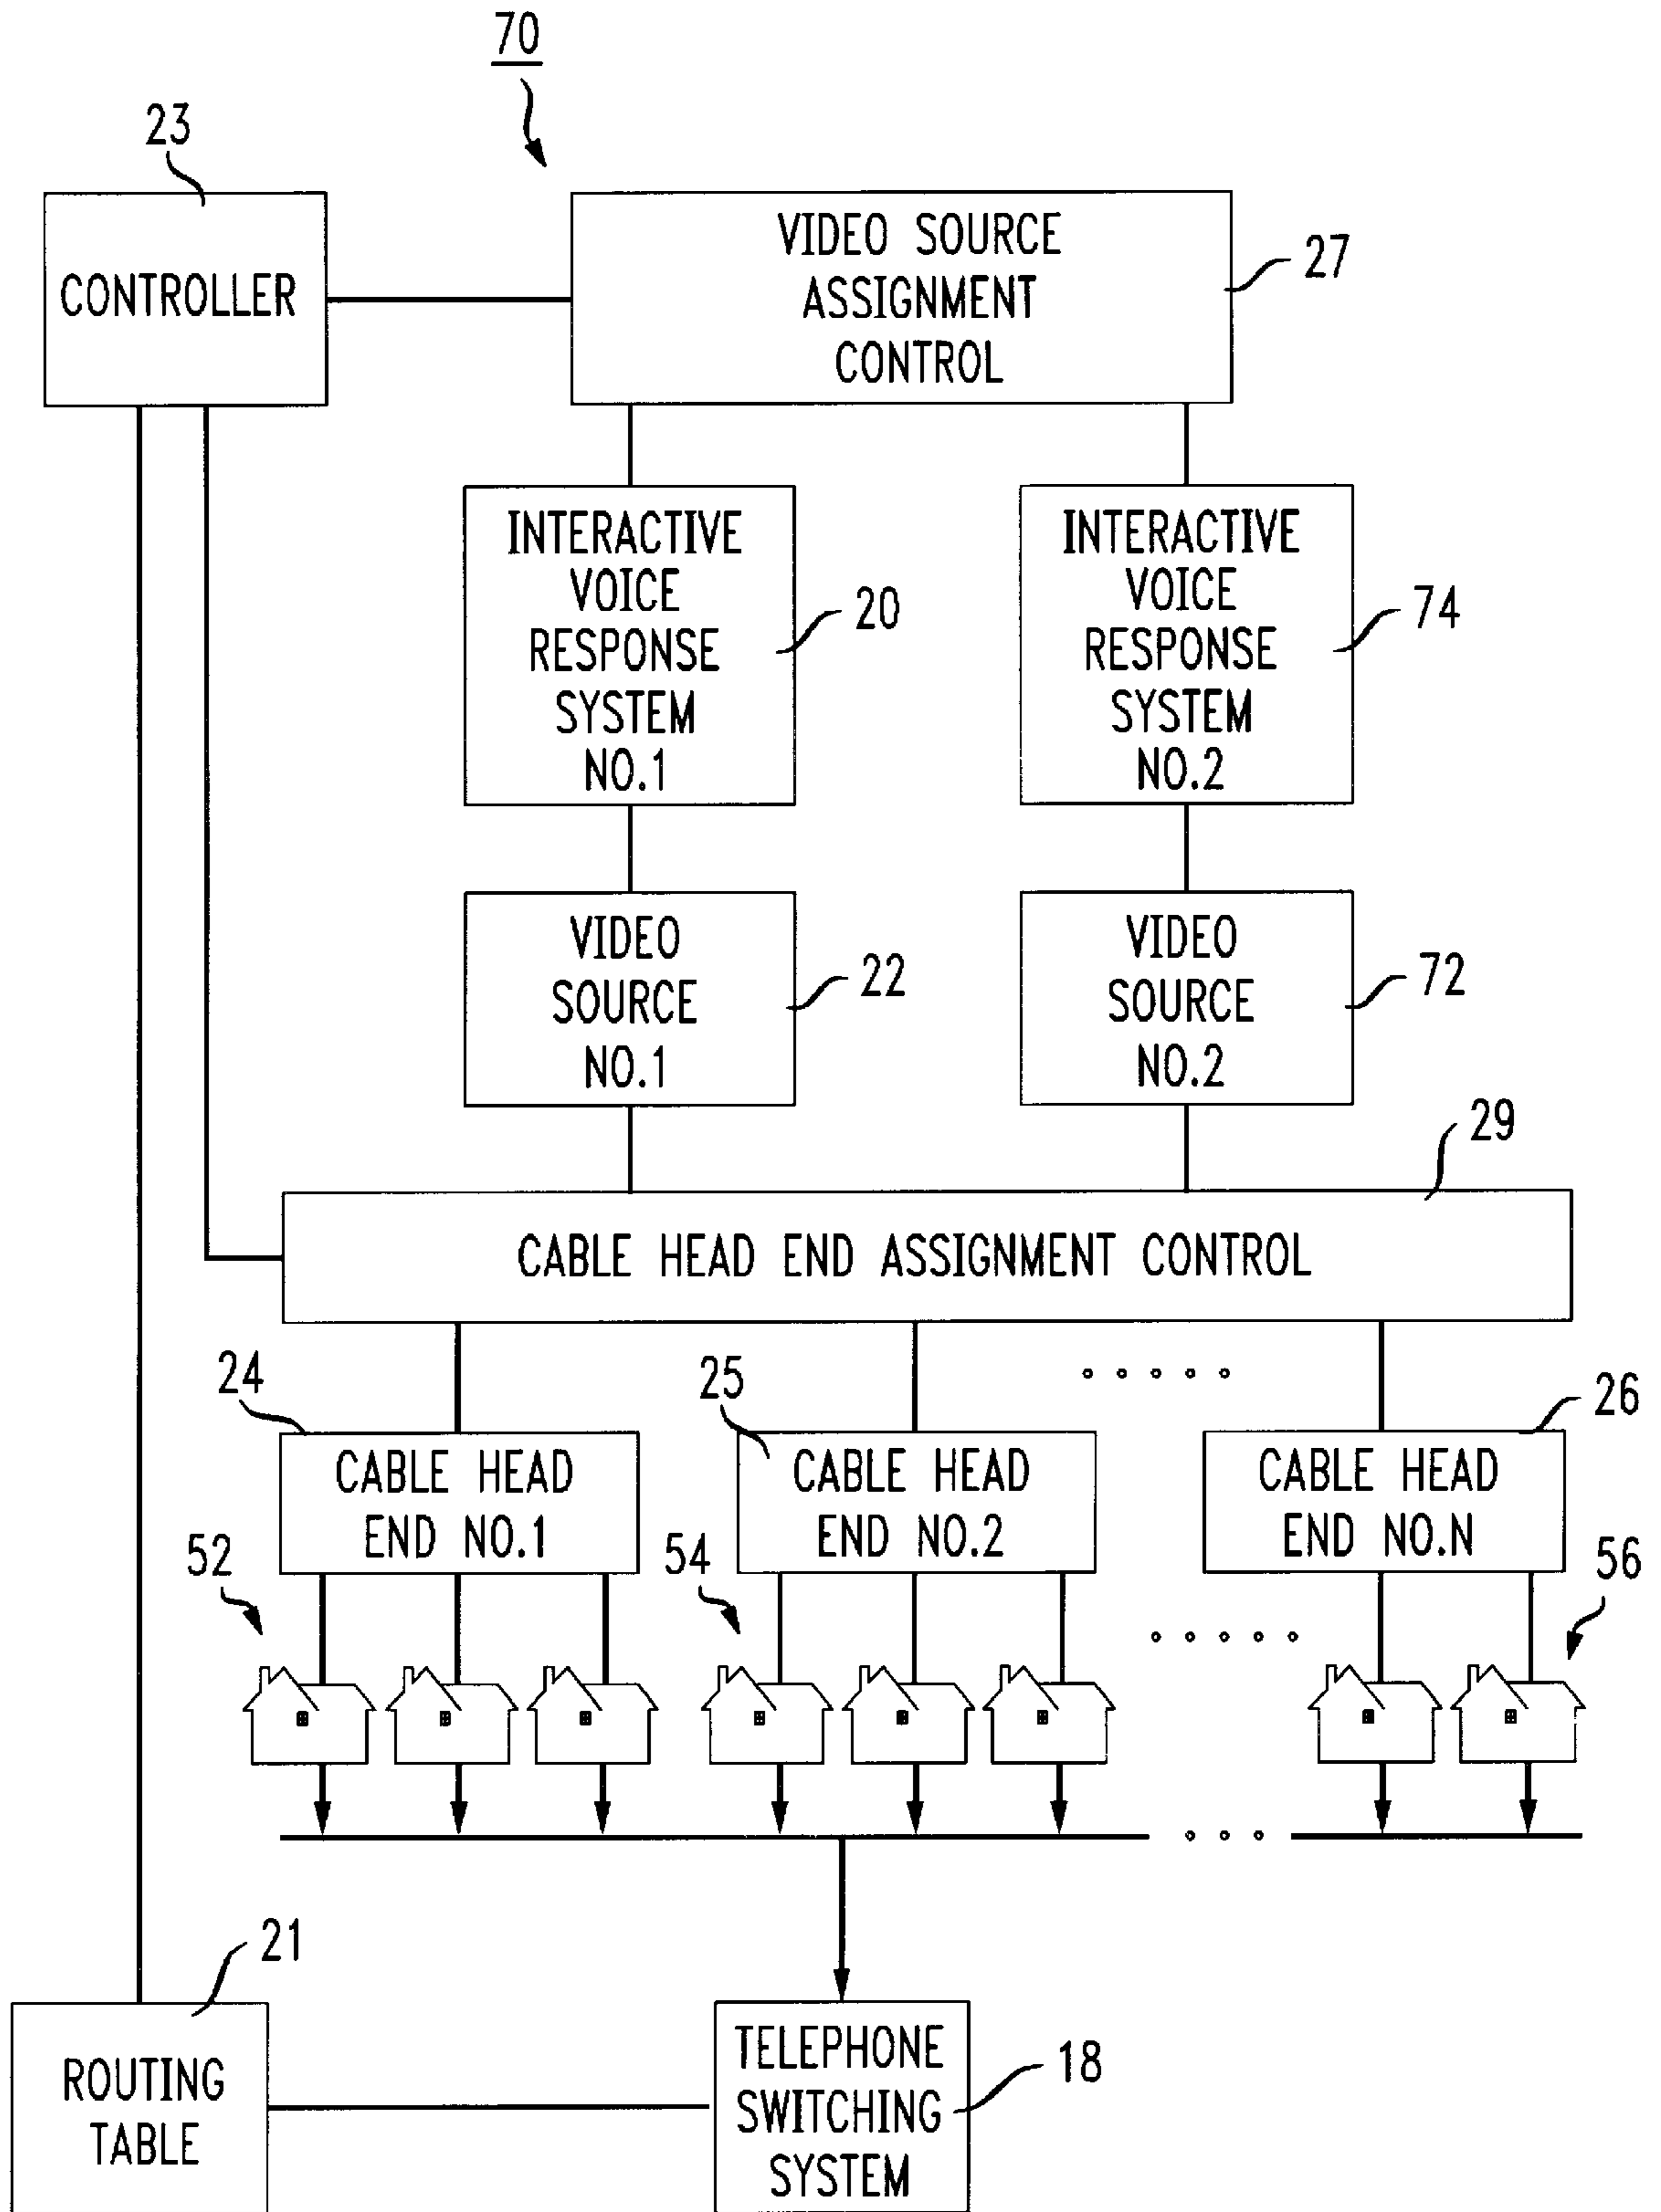 70
23
CONTROLLER
VIDEO SOURCE
ASSIGNMENT
CONTROL
27
INTERACTIVE
VOICE
RESPONSE
SYSTEM
NO.1
20
INTERACTIVE
VOICE
RESPONSE
SYSTEM
NO.2
74
VIDEO
SOURCE
NO.1
22
VIDEO
SOURCE
NO.2
72
29
CABLE HEAD END ASSIGNMENT CONTROL
24
CABLE HEAD
END NO.1
25
CABLE HEAD
END NO.2
26
CABLE HEAD
END NO.N
52
54
56
21
ROUTING
TABLE
TELEPHONE
SWITCHING
SYSTEM
18